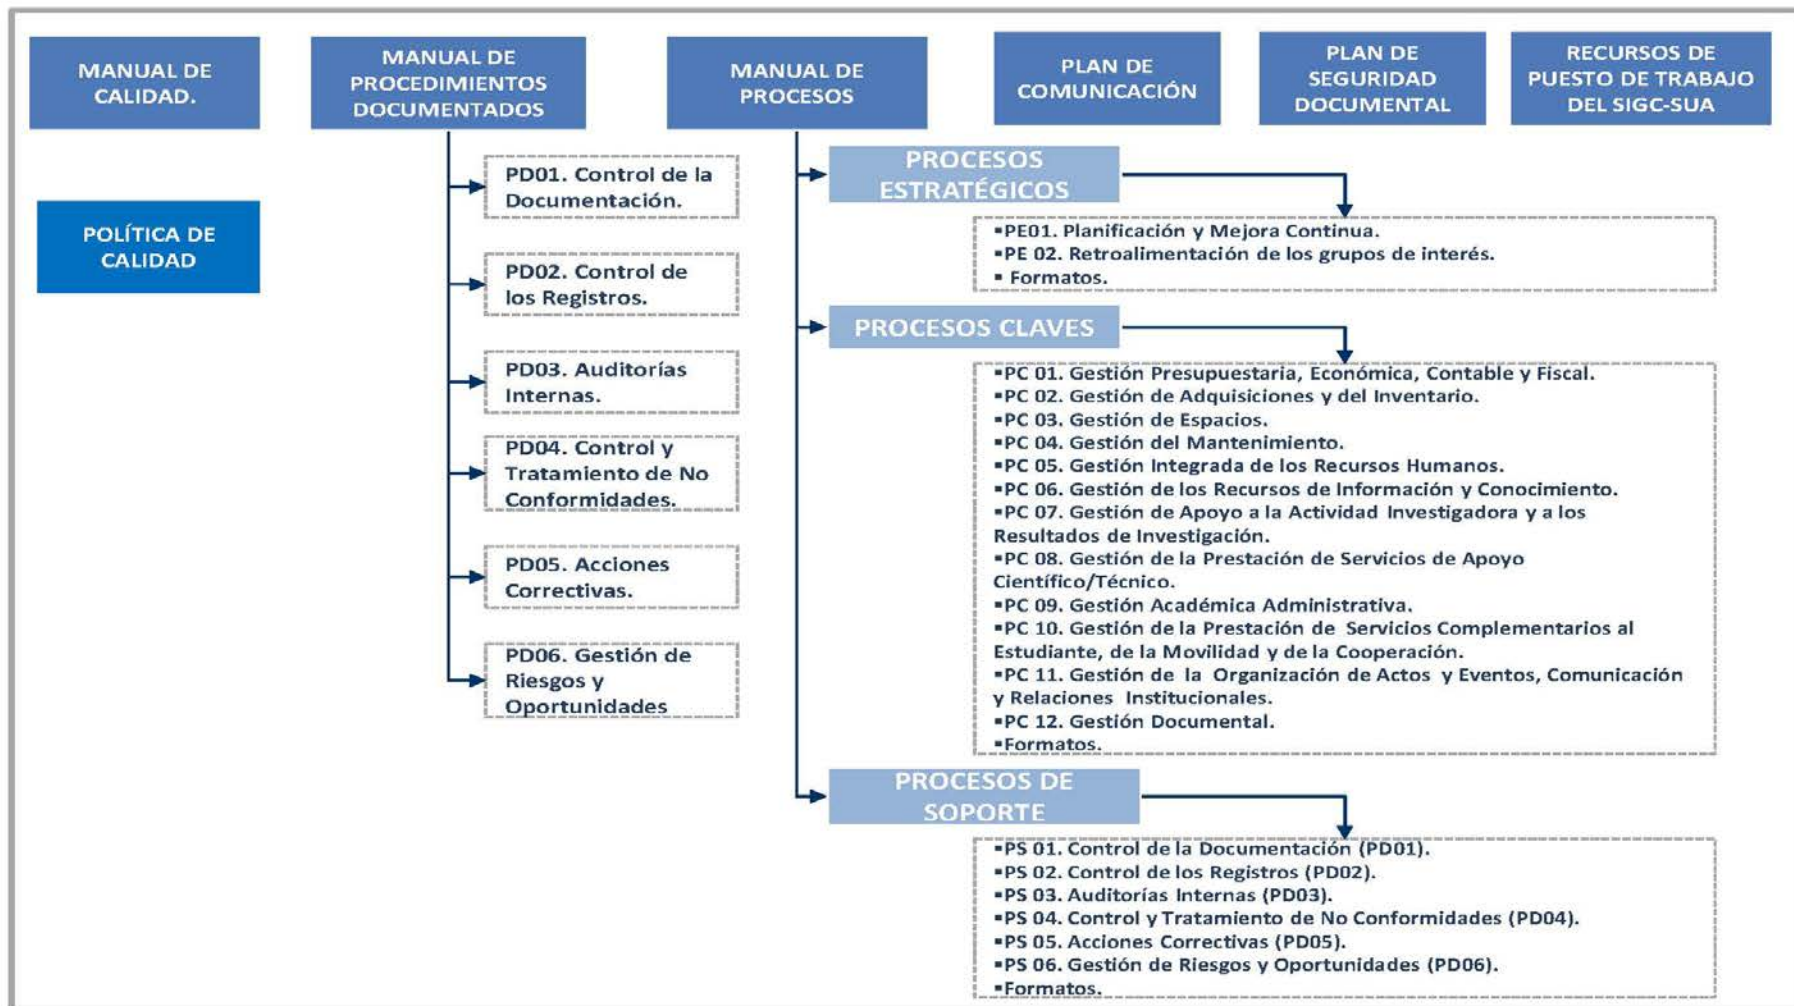 MANUAL DE
CALIDAD.
MANUAL DE
PROCEDIMIENTOS
DOCUMENTADOS
MANUAL DE
PROCESOS
PLAN DE
COMUNICACIÓN
PLAN DE
SEGURIDAD
DOCUMENTAL
RECURSOS DE
PUESTO DE TRABAJO
DEL SIGC-SUA
POLÍTICA DE
CALIDAD
PD01. Control de la
Documentación.
PD02. Control de
los Registros.
PD03. Auditorías
Internas.
PD04. Control y
Tratamiento de No
Conformidades.
PD05. Acciones
Correctivas.
PD06. Gestión de
Riesgos y
Oportunidades
PROCESOS
ESTRATÉGICOS
▪PE01. Planificación y Mejora Continua.
▪PE 02. Retroalimentación de los grupos de interés.
▪ Formatos.
PROCESOS CLAVES
▪PC 01. Gestión Presupuestaria, Económica, Contable y Fiscal.
▪PC 02. Gestión de Adquisiciones y del Inventario.
▪PC 03. Gestión de Espacios.
▪PC 04. Gestión del Mantenimiento.
▪PC 05. Gestión Integrada de los Recursos Humanos.
▪PC 06. Gestión de los Recursos de Información y Conocimiento.
▪PC 07. Gestión de Apoyo a la Actividad Investigadora y a los
Resultados de Investigación.
▪PC 08. Gestión de la Prestación de Servicios de Apoyo
Científico/Técnico.
▪PC 09. Gestión Académica Administrativa.
▪PC 10. Gestión de la Prestación de Servicios Complementarios al
Estudiante, de la Movilidad y de la Cooperación.
▪PC 11. Gestión de la Organización de Actos y Eventos, Comunicación
y Relaciones Institucionales.
▪PC 12. Gestión Documental.
▪Formatos.
PROCESOS DE
SOPORTE
▪PS 01. Control de la Documentación (PD01).
▪PS 02. Control de los Registros (PD02).
▪PS 03. Auditorías Internas (PD03).
▪PS 04. Control y Tratamiento de No Conformidades (PD04).
▪PS 05. Acciones Correctivas (PD05).
▪PS 06. Gestión de Riesgos y Oportunidades (PD06).
▪Formatos.